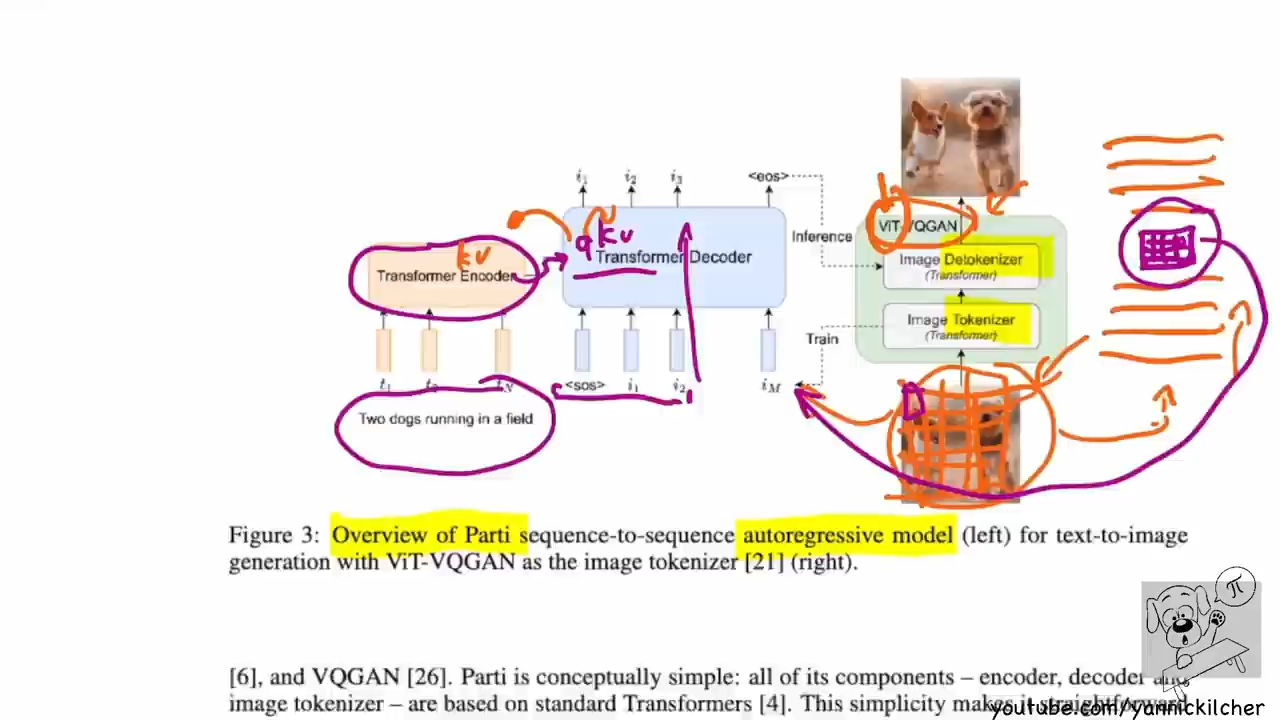 i1 i2 i3 <eos>
ViT-VQGAN
q k v
Inference
k v
Transformer Decoder
Image Detokenizer
(Transformer)
Transformer Encoder
Image Tokenizer
(Transformer)
Train
t1 t2 tN <sos> i1 i2 iM
Two dogs running in a field
Figure 3: Overview of Parti sequence-to-sequence autoregressive model (left) for text-to-image
generation with ViT-VQGAN as the image tokenizer [21] (right).
π
[6], and VQGAN [26]. Parti is conceptually simple: all of its components – encoder, decoder and
image tokenizer – are based on standard Transformers [4]. This simplicity makes it straightforward
youtube.com/yannickilcher